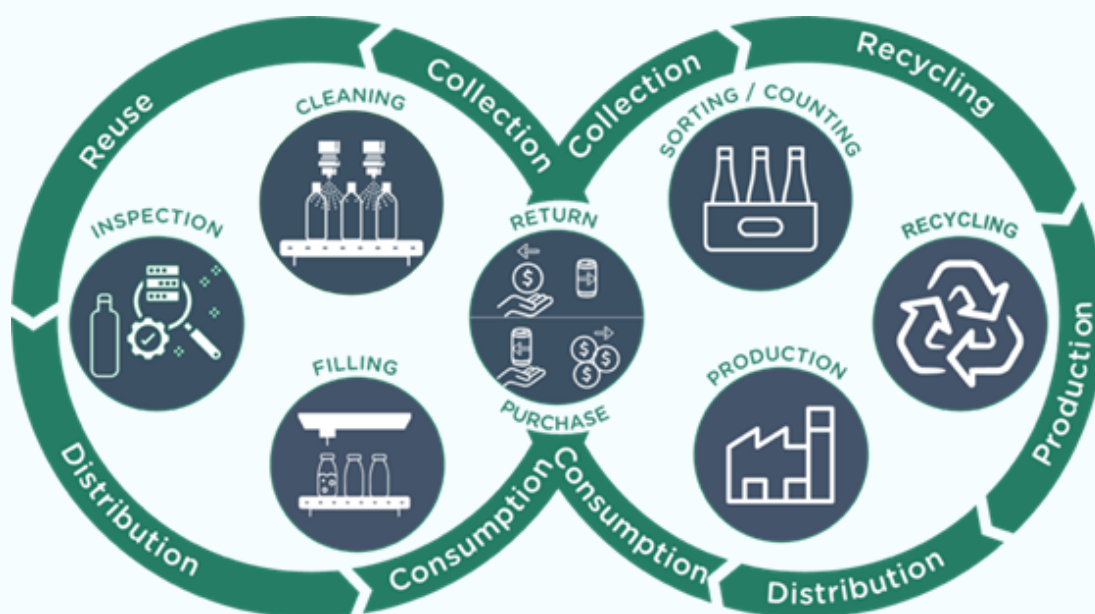 Reuse
Collection
Collection
Recycling
CLEANING
SORTING / COUNTING
INSPECTION
RETURN
RECYCLING
$
$
$
$
FILLING
PURCHASE
PRODUCTION
Production
Distribution
Consumption
Consumption
Distribution